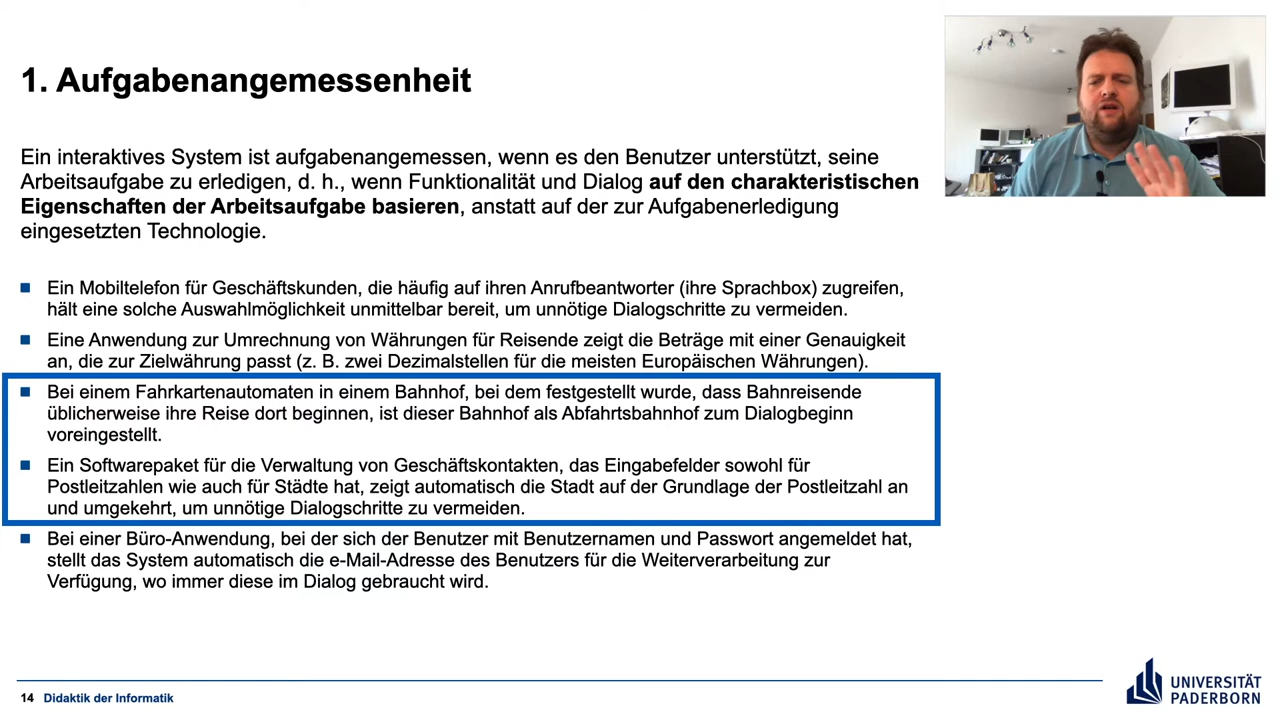 1. Aufgabenangemessenheit
Ein interaktives System ist aufgabenangemessen, wenn es den Benutzer unterstützt, seine
Arbeitsaufgabe zu erledigen, d. h., wenn Funktionalität und Dialog auf den charakteristischen
Eigenschaften der Arbeitsaufgabe basieren, anstatt auf der zur Aufgabenerledigung
eingesetzten Technologie.
Ein Mobiltelefon für Geschäftskunden, die häufig auf ihren Anrufbeantworter (ihre Sprachbox) zugreifen,
hält eine solche Auswahlmöglichkeit unmittelbar bereit, um unnötige Dialogschritte zu vermeiden.
Eine Anwendung zur Umrechnung von Währungen für Reisende zeigt die Beträge mit einer Genauigkeit
an, die zur Zielwährung passt (z. B. zwei Dezimalstellen für die meisten Europäischen Währungen).
Bei einem Fahrkartenautomaten in einem Bahnhof, bei dem festgestellt wurde, dass Bahnreisende
üblicherweise ihre Reise dort beginnen, ist dieser Bahnhof als Abfahrtsbahnhof zum Dialogbeginn
voreingestellt.
Ein Softwarepaket für die Verwaltung von Geschäftskontakten, das Eingabefelder sowohl für
Postleitzahlen wie auch für Städte hat, zeigt automatisch die Stadt auf der Grundlage der Postleitzahl an
und umgekehrt, um unnötige Dialogschritte zu vermeiden.
Bei einer Büro-Anwendung, bei der sich der Benutzer mit Benutzernamen und Passwort angemeldet hat,
stellt das System automatisch die e-Mail-Adresse des Benutzers für die Weiterverarbeitung zur
Verfügung, wo immer diese im Dialog gebraucht wird.
14 Didaktik der Informatik
UNIVERSITÄT
PADERBORN